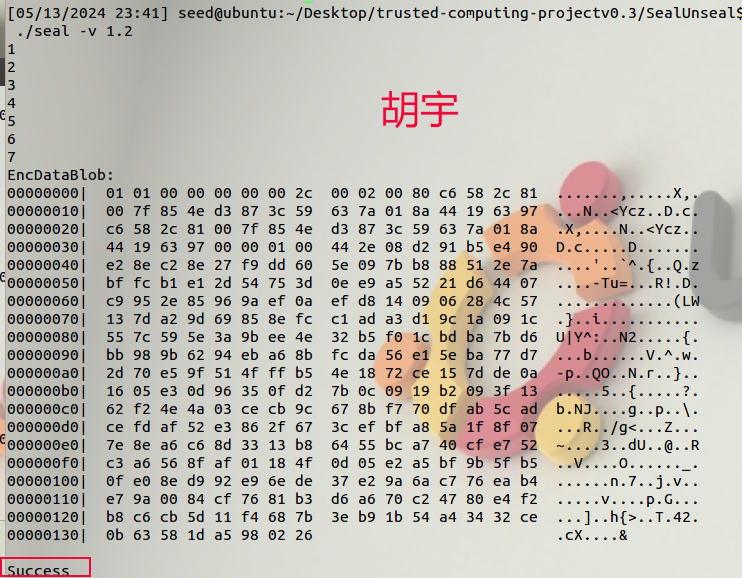 [05/13/2024 23:41] seed@ubuntu:~/Desktop/trusted-computing-projectv0.3/SealUnseal$
./seal -v 1.2
1
2
3
4
5
6
7
胡宇
EncDataBlob:
00000000|  01 01 00 00 00 00 00 2c  00 02 00 80 c6 58 2c 81  .......,.....X,.
00000010|  00 7f 85 4e d3 87 3c 59  63 7a 01 8a 44 19 63 97  ...N..<Ycz..D.c.
00000020|  c6 58 2c 81 00 7f 85 4e  d3 87 3c 59 63 7a 01 8a  .X,....N..<Ycz..
00000030|  44 19 63 97 00 00 01 00  44 2e 08 d2 91 b5 e4 90  D.c.....D.......
00000040|  e2 8e c2 8e 27 f9 dd 60  5e 09 7b b8 88 51 2e 7a  ....'..`^.{..Q.z
00000050|  bf fc b1 e1 2d 54 75 3d  0e e9 a5 52 21 d6 44 07  ....-Tu=...R!.D.
00000060|  c9 95 2e 85 96 9a ef 0a  ef d8 14 09 06 28 4c 57  .............(LW
00000070|  13 7d a2 9d 69 85 8e fc  c1 ad a3 d1 9c 1a 09 1c  .}..i...........
00000080|  55 7c 59 5e 3a 9b ee 4e  32 b5 f0 1c bd ba 7b d6  U|Y^:..N2.....{.
00000090|  bb 98 9b 62 94 eb a6 8b  fc da 56 e1 5e ba 77 d7  ...b......V.^.w.
000000a0|  2d 70 e5 9f 51 4f ff b5  4e 18 72 ce 15 7d de 0a  -p..QO..N.r..}..
000000b0|  16 05 e3 0d 96 35 0f d2  7b 0c 09 19 b2 09 3f 13  .....5..{.....?.
000000c0|  62 f2 4e 4a 03 ce cb 9c  67 8b f7 70 df ab 5c ad  b.NJ....g..p..\.
000000d0|  ce fd af 52 e3 86 2f 67  3c ef bf a8 5a 1f 8f 07  ...R../g<...Z...
000000e0|  7e 8e a6 c6 8d 33 13 b8  64 55 bc a7 40 cf e7 52  ~....3..dU..@..R
000000f0|  c3 a6 56 8f af 01 18 4f  0d 05 e2 a5 bf 9b 5f b5  ..V....O......_.
00000100|  0f e0 8e d9 92 e9 6e de  37 e2 9a 6a c7 76 ea b4  ......n.7..j.v..
00000110|  e7 9a 00 84 cf 76 81 b3  d6 a6 70 c2 47 80 e4 f2  .....v....p.G...
00000120|  b8 c6 cb 5d 11 f4 68 7b  3e b9 1b 54 a4 34 32 ce  ...]..h{>..T.42.
00000130|  0b 63 58 1d a5 98 02 26  .cX....&
Success